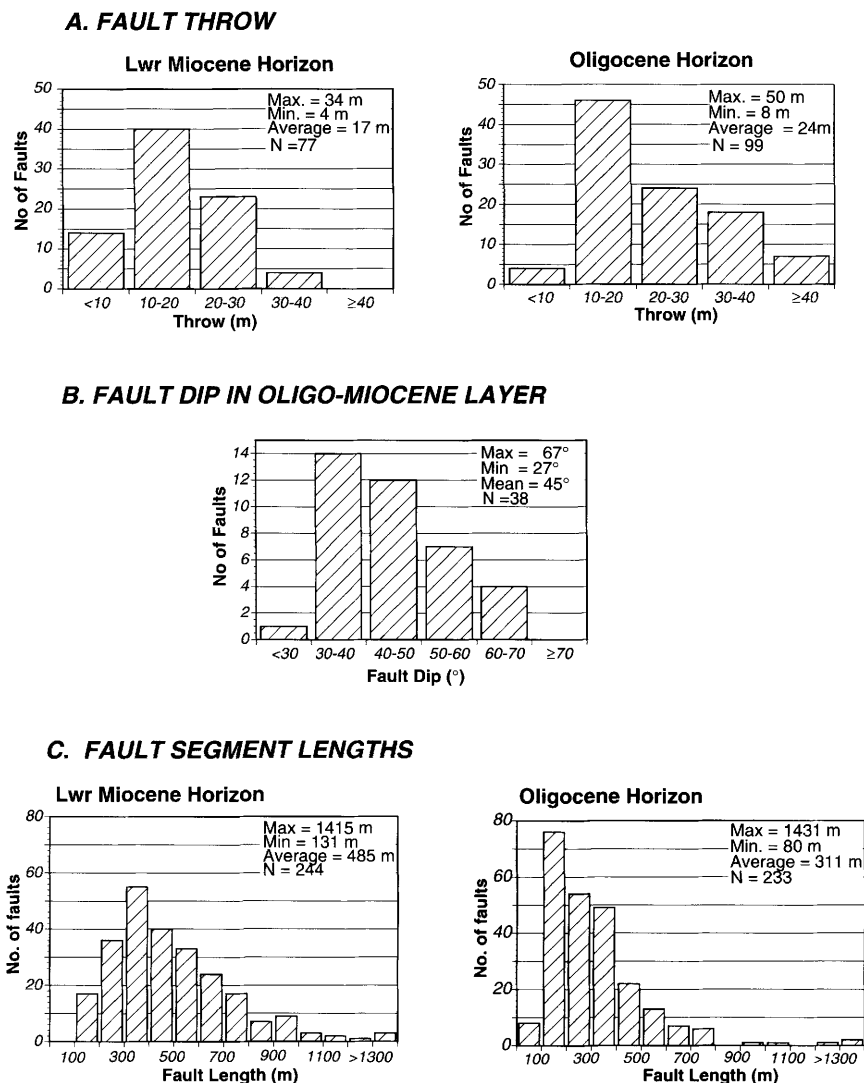 A. FAULT THROW
Lwr Miocene Horizon
No of Faults
50
40
30
20
10
0
Max. = 34 m
Min. = 4 m
Average = 17 m
N =77
<10 10-20 20-30 30-40 ≥40
Throw (m)
Oligocene Horizon
No of Faults
50
40
30
20
10
0
Max. = 50 m
Min. = 8 m
Average = 24m
N = 99
<10 10-20 20-30 30-40 ≥40
Throw (m)
B. FAULT DIP IN OLIGO-MIOCENE LAYER
No of Faults
14
12
10
8
6
4
2
0
Max = 67°
Min = 27°
Mean = 45°
N =38
<30 30-40 40-50 50-60 60-70 ≥70
Fault Dip (°)
C. FAULT SEGMENT LENGTHS
Lwr Miocene Horizon
No. of faults
80
60
40
20
0
Max = 1415 m
Min = 131 m
Average = 485 m
N = 244
100 300 500 700 900 1100 >1300
Fault Length (m)
Oligocene Horizon
No. of faults
80
60
40
20
0
Max = 1431 m
Min. = 80 m
Average = 311 m
N = 233
100 300 500 700 900 1100 >1300
Fault Length (m)